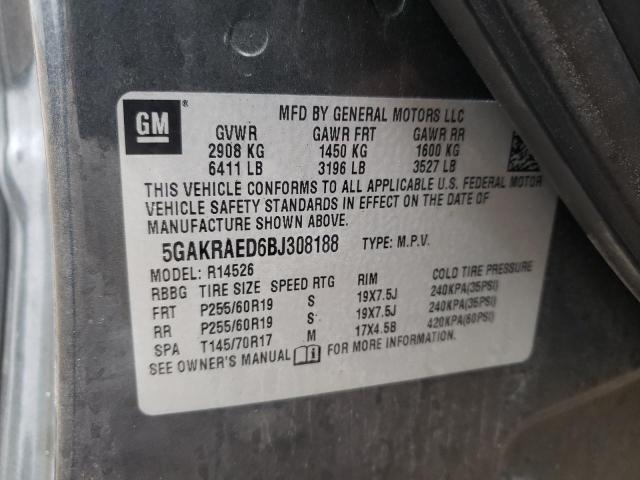 GM®
MFD BY GENERAL MOTORS LLC
GVWR GAWR FRT GAWR RR
2908 KG 1450 KG 1600 KG
6411 LB 3196 LB 3527 LB
THIS VEHICLE CONFORMS TO ALL APPLICABLE U.S. FEDERAL MOTOR
VEHICLE SAFETY STANDARDS IN EFFECT ON THE DATE OF
MANUFACTURE SHOWN ABOVE.
5GAKRAED6BJ308188 TYPE: M.P.V.
MODEL: R14526
RBBG TIRE SIZE SPEED RTG RIM COLD TIRE PRESSURE
FRT P255/60R19 S 19X7.5J 240KPA(35PSI)
RR P255/60R19 S 19X7.5J 240KPA(35PSI)
SPA T145/70R17 M 17X4.5B 420KPA(60PSI)
SEE OWNER'S MANUAL i FOR MORE INFORMATION.